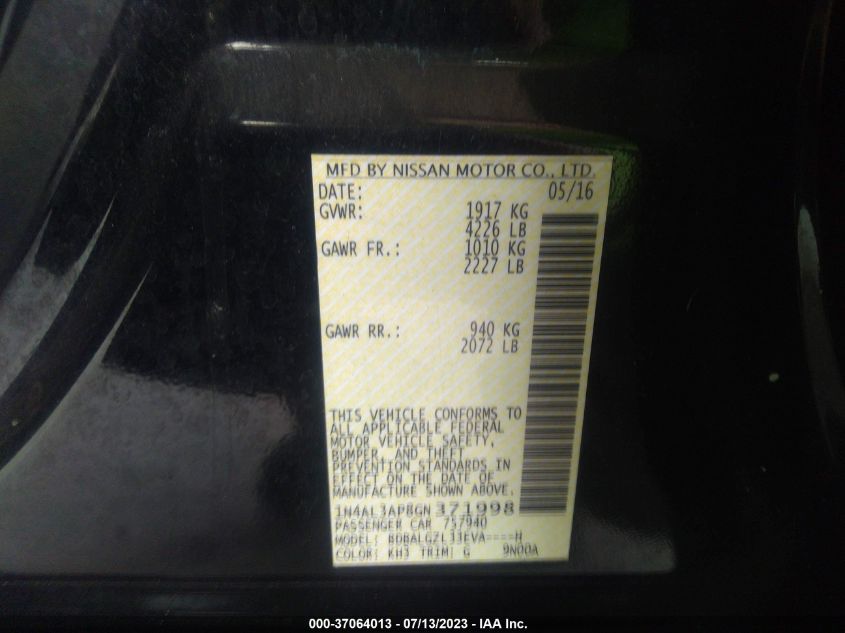 MFD BY NISSAN MOTOR CO., LTD.
DATE: 05/16
GVWR: 1917 KG
4226 LB
GAWR FR.: 1010 KG
2227 LB
GAWR RR.: 940 KG
2072 LB
THIS VEHICLE CONFORMS TO
ALL APPLICABLE FEDERAL
MOTOR VEHICLE SAFETY,
BUMPER, AND THEFT
PREVENTION STANDARDS IN
EFFECT ON THE DATE OF
MANUFACTURE SHOWN ABOVE.
1N4AL3AP8GN371998
PASSENGER CAR 757940
MODEL: BDBALGZL33EVA----H
COLOR: KH3 TRIM: G 9N00A
000-37064013 - 07/13/2023 - IAA Inc.